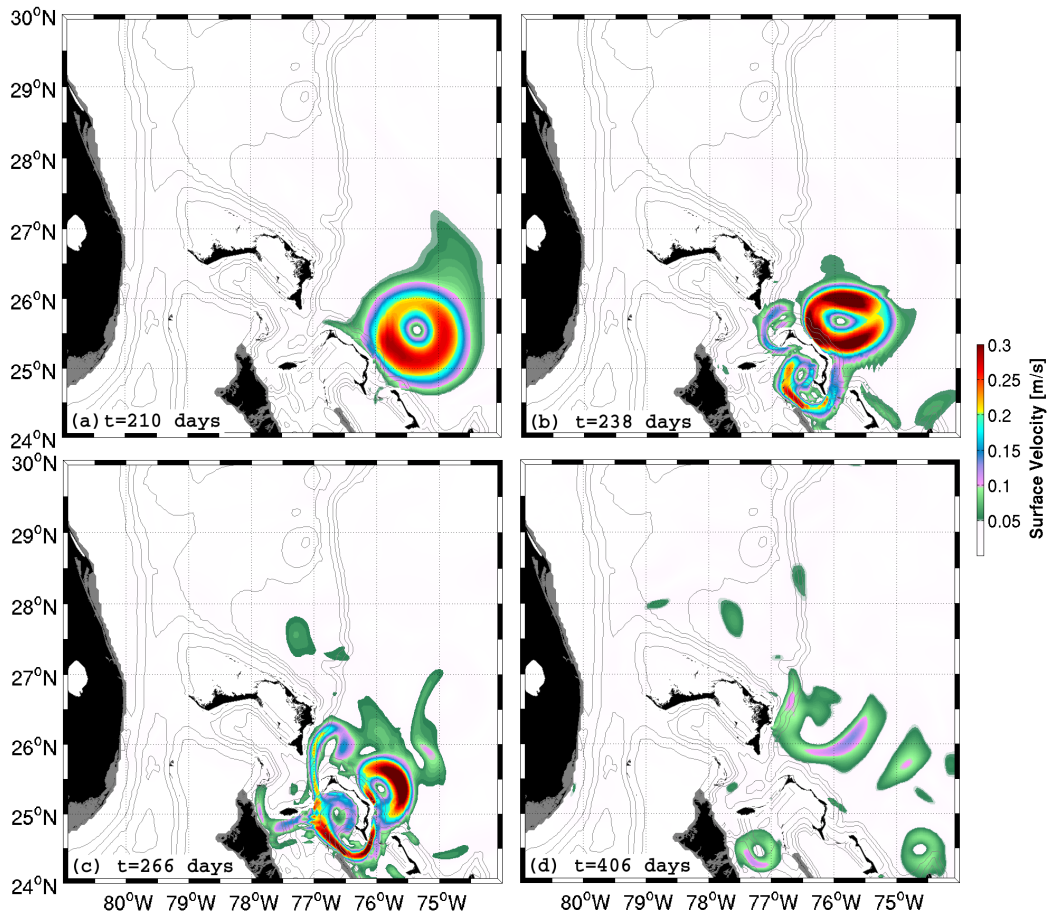 30°N
29°N
28°N
27°N
26°N
25°N
24°N
(a) t=210 days
(b) t=238 days
0.3
0.25
0.2
0.15
0.1
0.05
Surface Velocity [m/s]
30°N
29°N
28°N
27°N
26°N
25°N
24°N
(c) t=266 days
(d) t=406 days
80°W 79°W 78°W 77°W 76°W 75°W
80°W 79°W 78°W 77°W 76°W 75°W